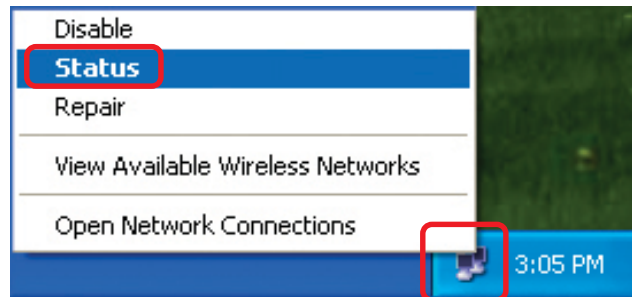 Disable
Status
Repair
View Available Wireless Networks
Open Network Connections
3:05 PM